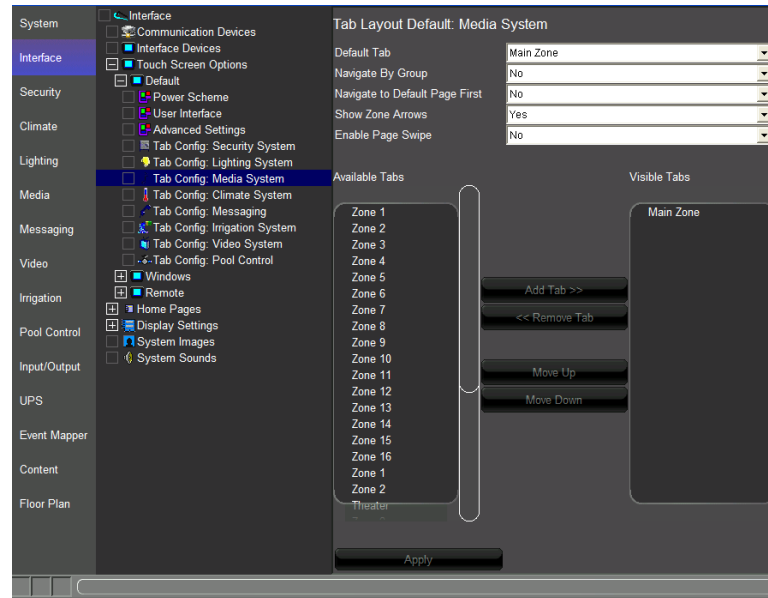 System
Interface
Security
Climate
Lighting
Media
Messaging
Video
Irrigation
Pool Control
Input/Output
UPS
Event Mapper
Content
Floor Plan
Interface
Communication Devices
Interface Devices
Touch Screen Options
Default
Power Scheme
User Interface
Advanced Settings
Tab Config: Security System
Tab Config: Lighting System
Tab Config: Media System
Tab Config: Climate System
Tab Config: Messaging
Tab Config: Irrigation System
Tab Config: Video System
Tab Config: Pool Control
Windows
Remote
Home Pages
Display Settings
System Images
System Sounds
Tab Layout Default: Media System
Default Tab Main Zone
Navigate By Group No
Navigate to Default Page First No
Show Zone Arrows Yes
Enable Page Swipe No
Available Tabs
Zone 1
Zone 2
Zone 3
Zone 4
Zone 5
Zone 6
Zone 7
Zone 8
Zone 9
Zone 10
Zone 11
Zone 12
Zone 13
Zone 14
Zone 15
Zone 16
Zone 1
Zone 2
Theater
Add Tab >>
<< Remove Tab
Move Up
Move Down
Visible Tabs
Main Zone
Apply